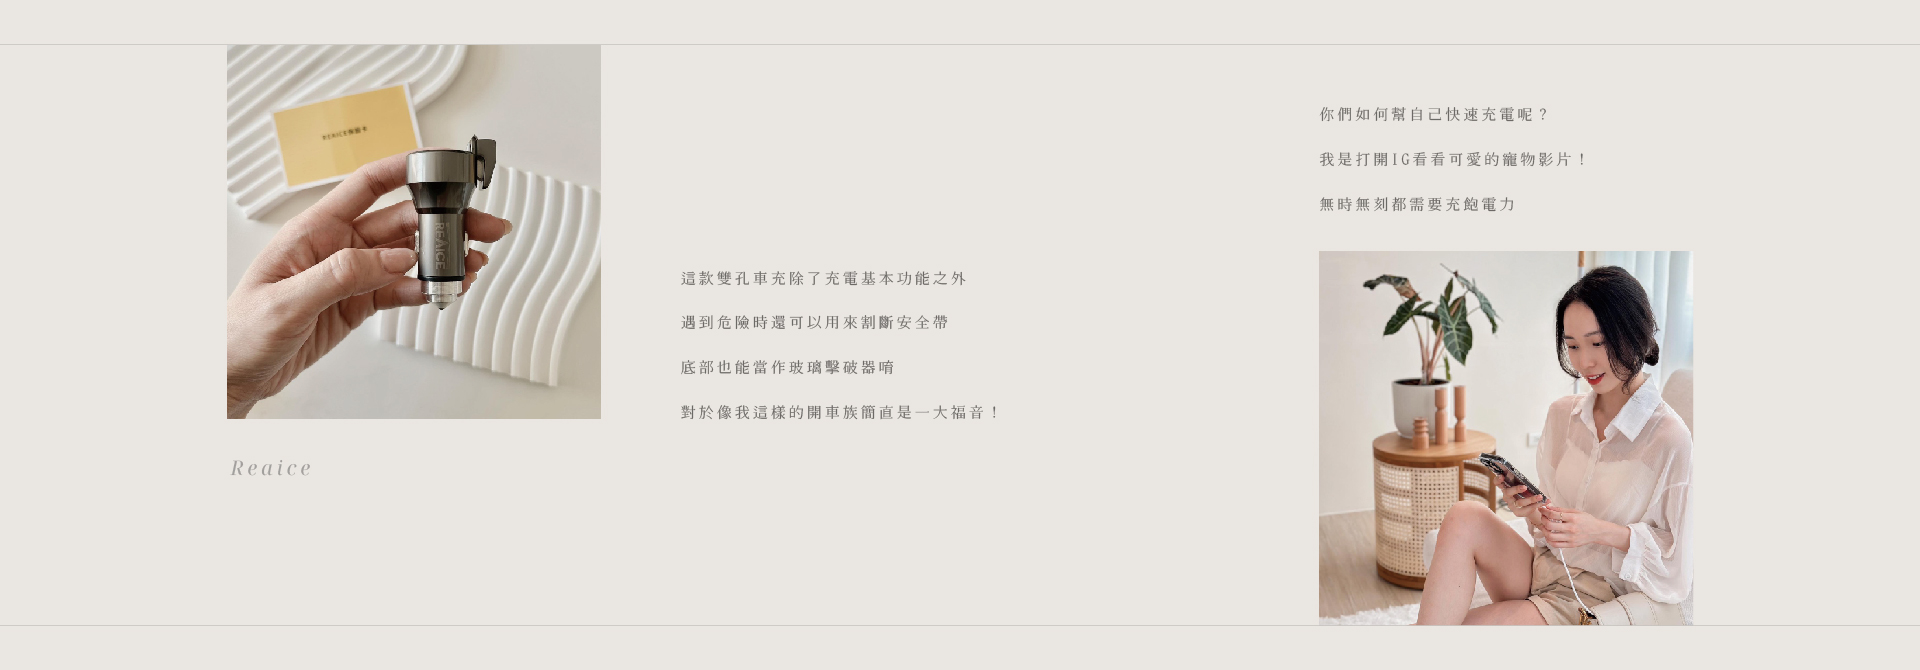 REAICE
Reaice
這款雙孔車充除了充電基本功能之外
遇到危險時還可以用來割斷安全帶
底部也能當作玻璃擊破器唷
對於像我這樣的開車族簡直是一大福音！
你們如何幫自己快速充電呢？
我是打開IG看看可愛的寵物影片！
無時無刻都需要充飽電力